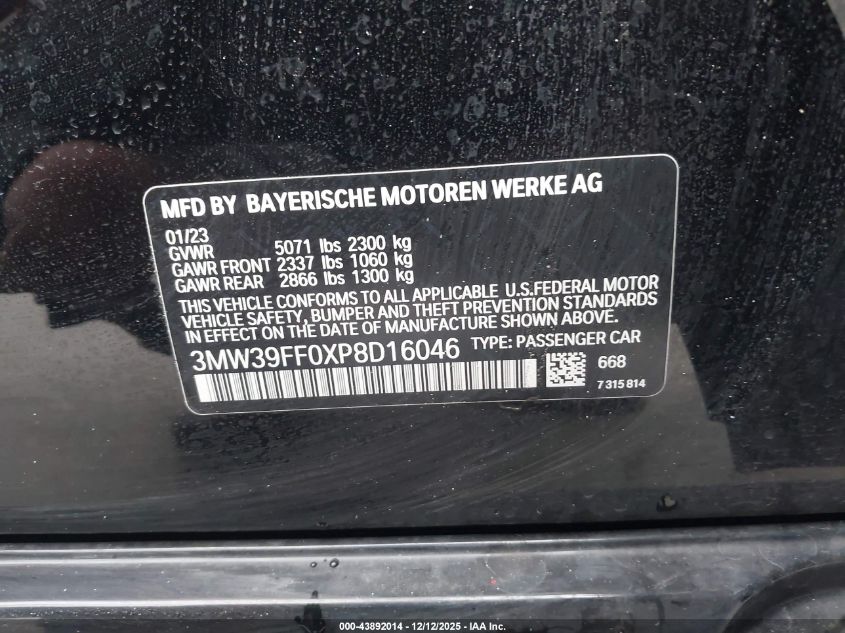 MFD BY BAYERISCHE MOTOREN WERKE AG
01/23
GVWR 5071 lbs 2300 kg
GAWR FRONT 2337 lbs 1060 kg
GAWR REAR 2866 lbs 1300 kg
THIS VEHICLE CONFORMS TO ALL APPLICABLE U.S.FEDERAL MOTOR
VEHICLE SAFETY, BUMPER AND THEFT PREVENTION STANDARDS
IN EFFECT ON THE DATE OF MANUFACTURE SHOWN ABOVE.
3MW39FF0XP8D16046 TYPE: PASSENGER CAR
668
7 315 814
000-43892014 - 12/12/2025 - IAA Inc.